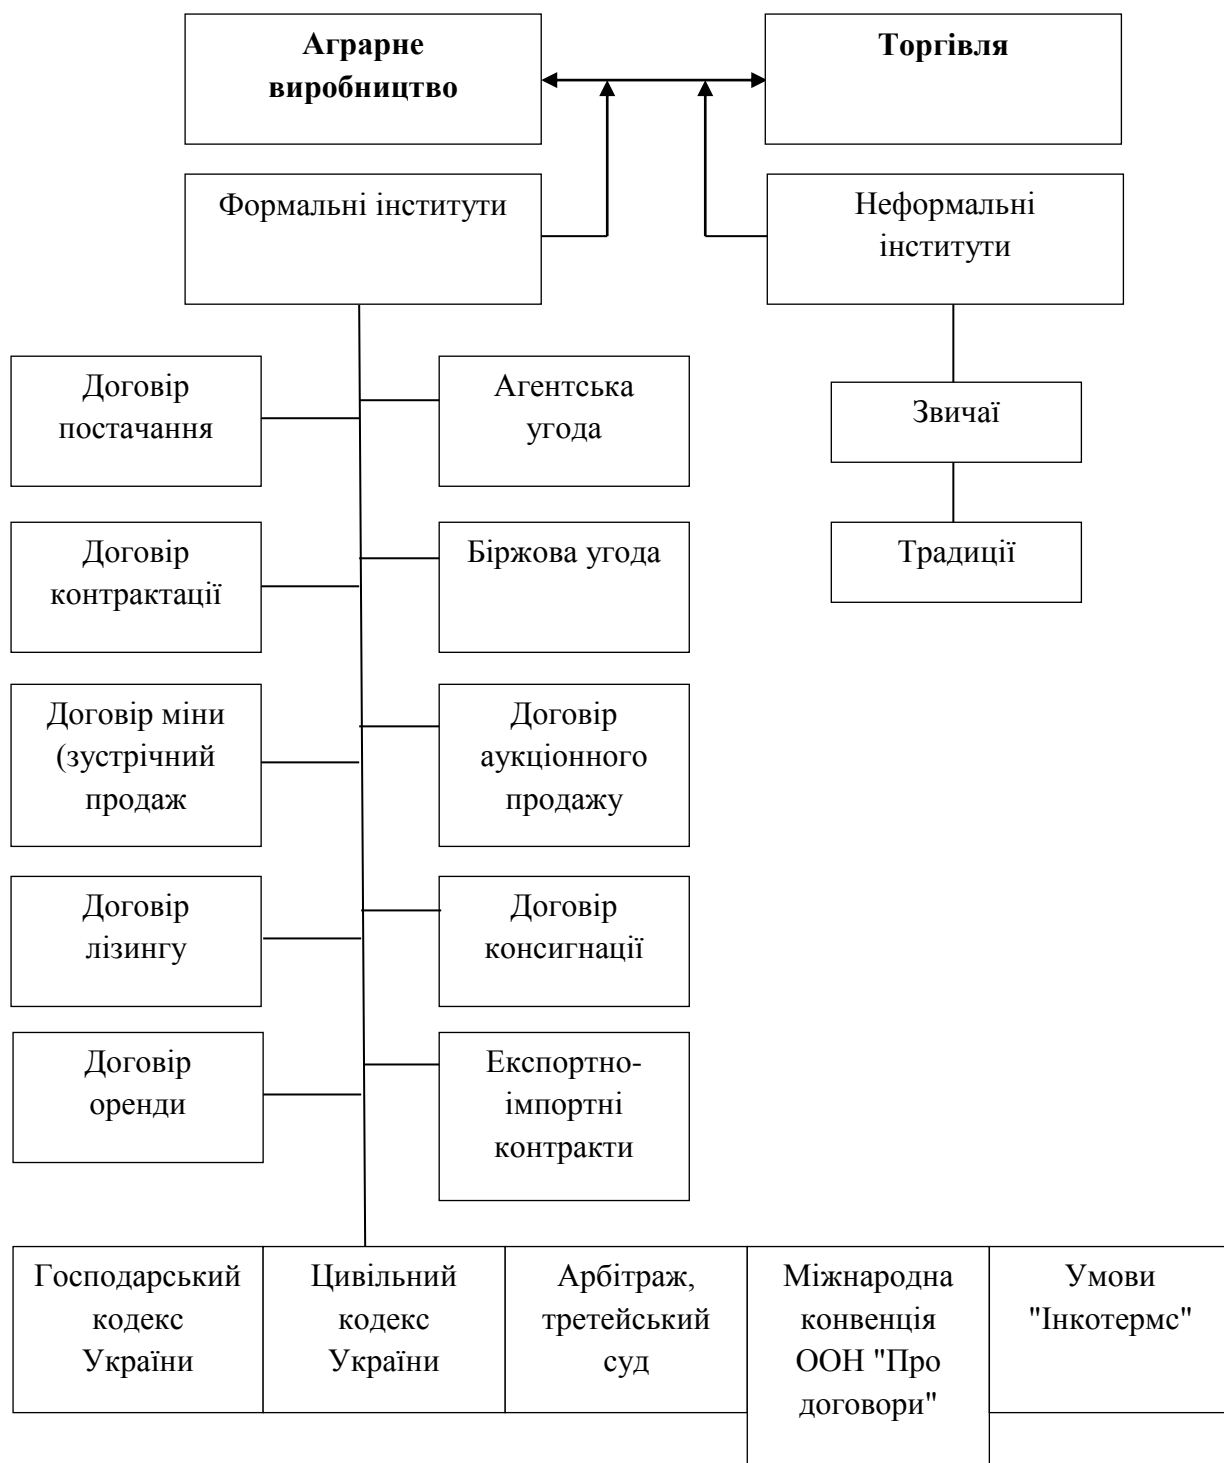 Аграрне
виробництво
Торгівля
Формальні інститути
Неформальні
інститути
Договір
постачання
Агентська
угода
Звичаї
Договір
контрактації
Біржова угода
Традиції
Договір міни
(зустрічний
продаж
Договір
аукціонного
продажу
Договір
лізингу
Договір
консигнації
Договір
оренди
Експортно-
імпортні
контракти
Господарський
кодекс
України
Цивільний
кодекс
України
Арбітраж,
третейський
суд
Міжнародна
конвенція
ООН "Про
договори"
Умови
"Інкотермс"